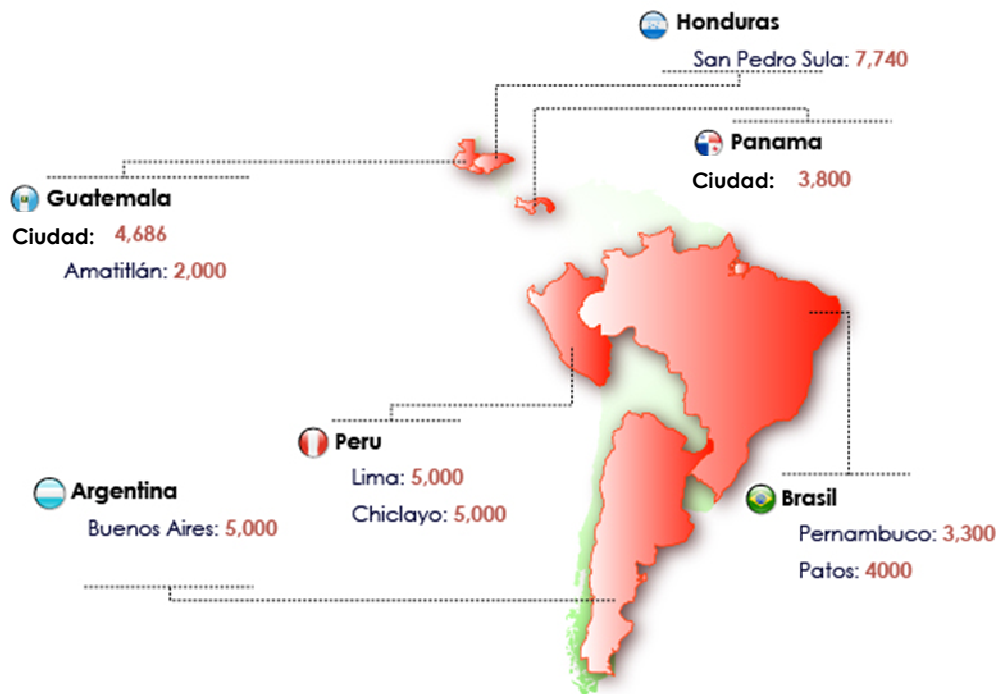 Honduras
San Pedro Sula: 7,740
Panama
Ciudad: 3,800
Guatemala
Ciudad: 4,686
Amatitlán: 2,000
Peru
Lima: 5,000
Chiclayo: 5,000
Argentina
Buenos Aires: 5,000
Brasil
Pernambuco: 3,300
Patos: 4000